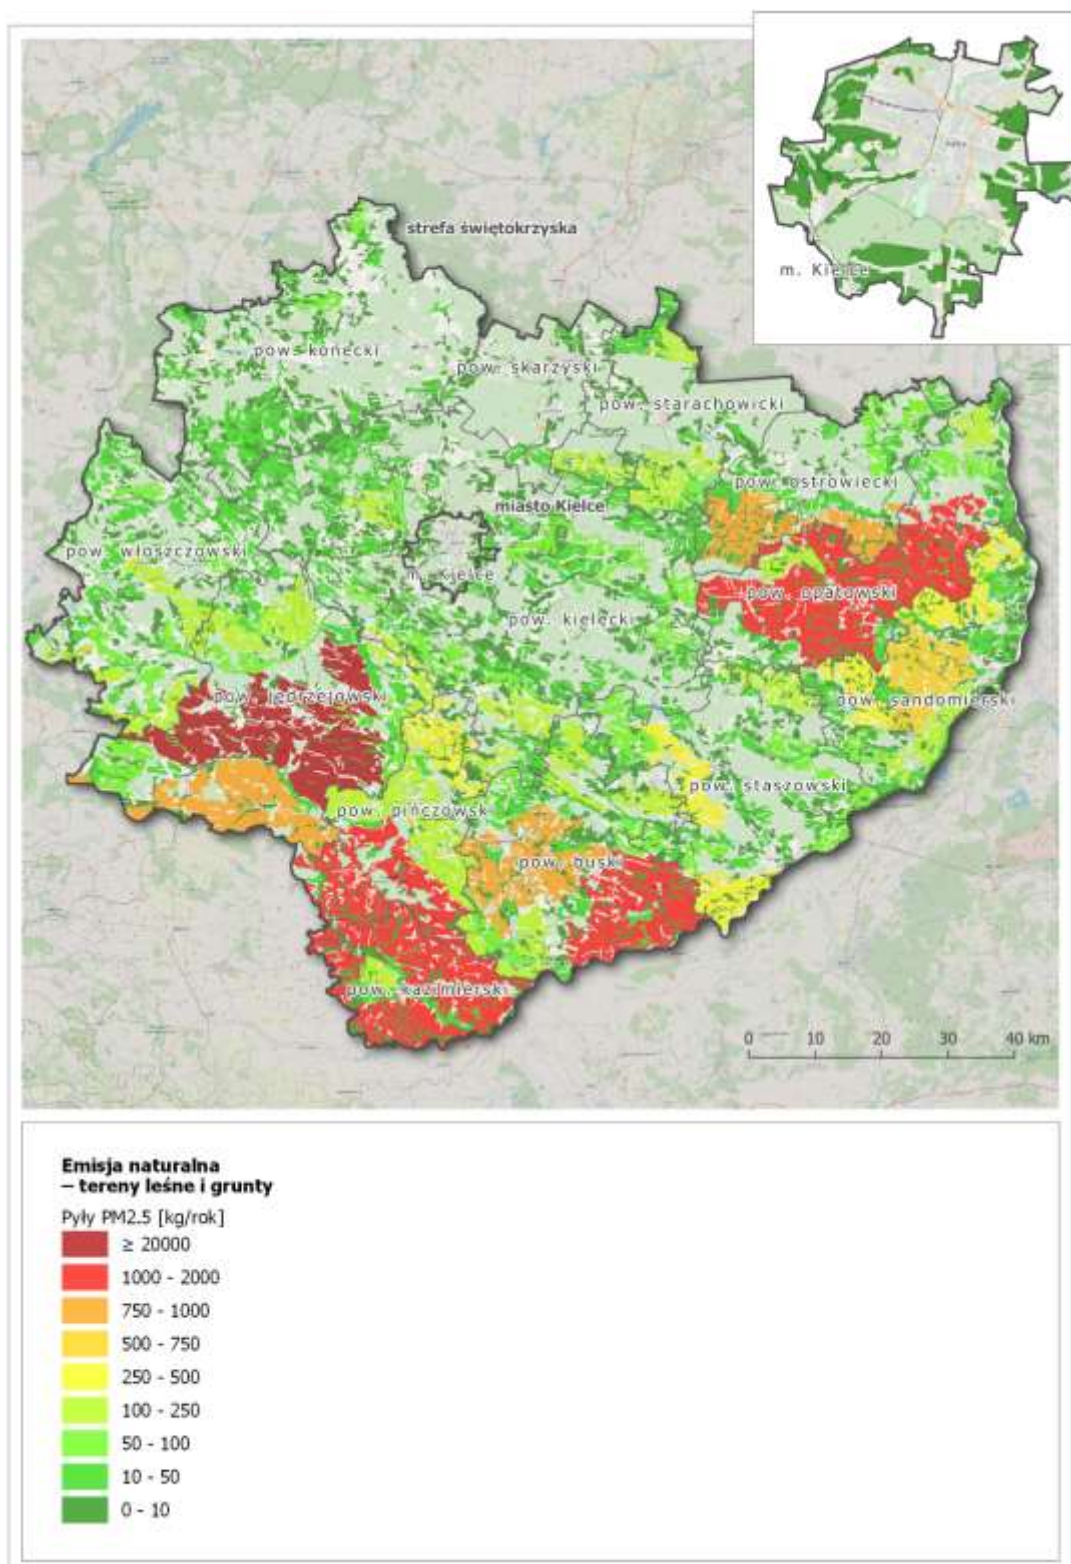 strefa świętokrzyska
m. Kielce
pow. konecki
pow. skarżyski
pow. starachowicki
pow. ostrowiecki
miasto Kielce
pow. włoszczowski
m. Kielce
pow. opatowski
pow. kielecki
pow. jędrzejowski
pow. sandomierski
pow. staszowski
pow. pińczowsk
pow. buski
pow. kazimierski
0 10 20 40 km
Emisja naturalna
– tereny leśne i grunty
Pyły PM2.5 [kg/rok]
≥ 20000
1000 - 2000
750 - 1000
500 - 750
250 - 500
100 - 250
50 - 100
10 - 50
0 - 10